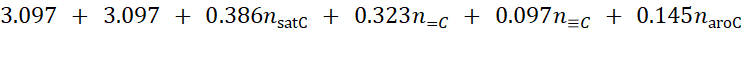 3.097 + 3.097 + 0.386n_satC + 0.323n_=C + 0.097n_≡C + 0.145n_aroC